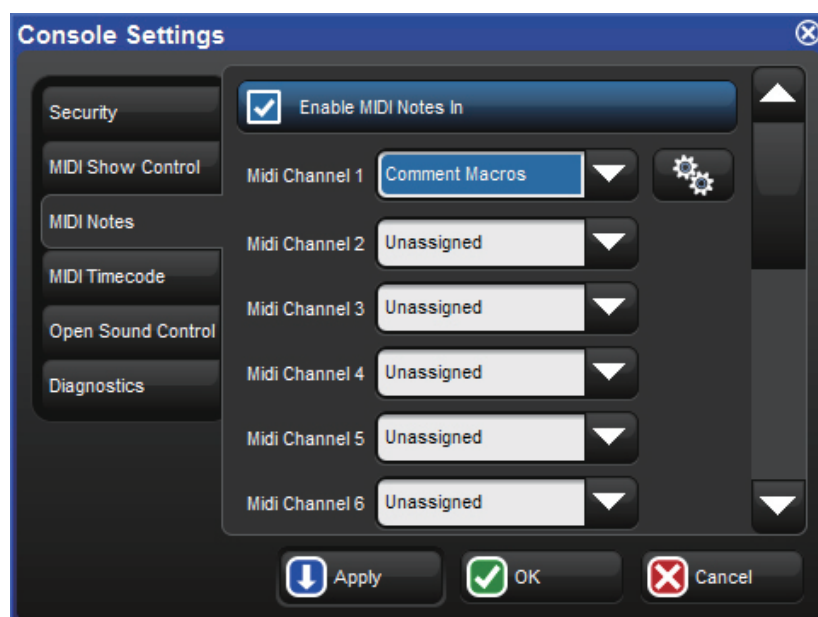 Console Settings
Security
MIDI Show Control
MIDI Notes
MIDI Timecode
Open Sound Control
Diagnostics
Enable MIDI Notes In
Midi Channel 1 Comment Macros
Midi Channel 2 Unassigned
Midi Channel 3 Unassigned
Midi Channel 4 Unassigned
Midi Channel 5 Unassigned
Midi Channel 6 Unassigned
Apply OK Cancel